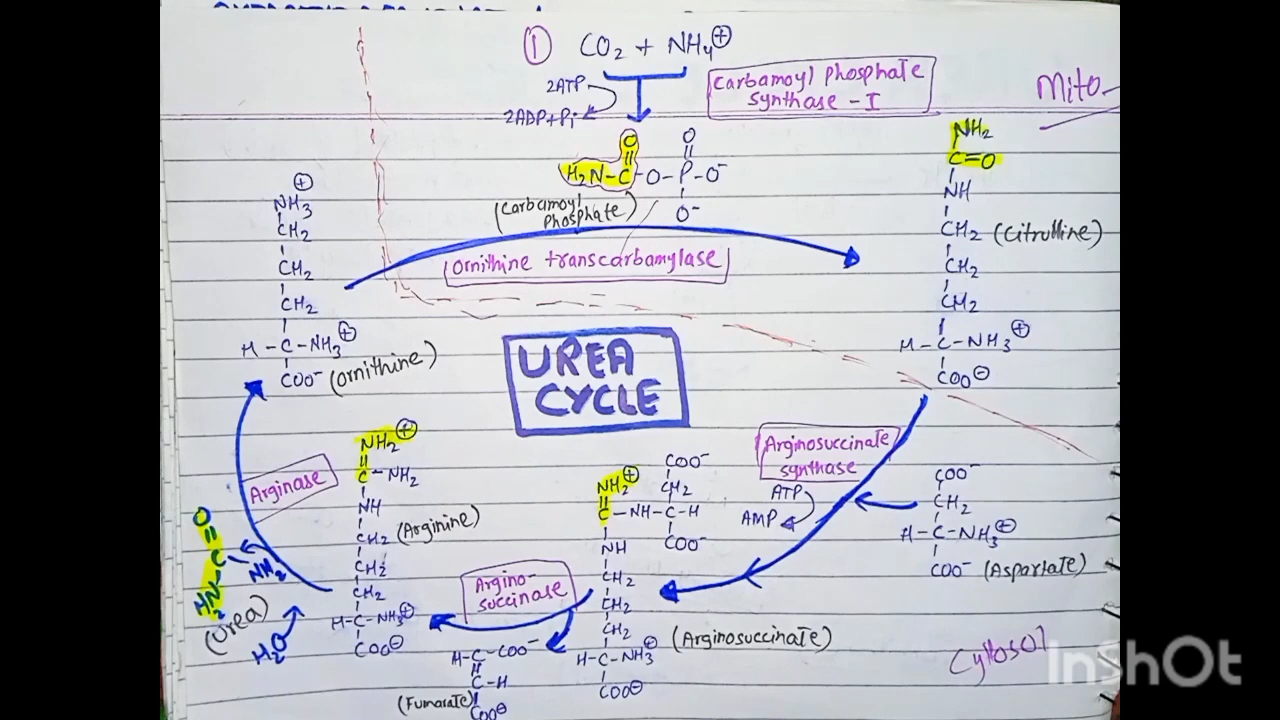 ① CO2 + NH4⊕
2ATP
2ADP+Pi
Carbamoyl phosphate
synthase - I
Mito-
O O
|| ||
H2N-C-O-P-O-
|
O-
(Carbamoyl
phosphate)
Ornithine transcarbamylase
⊕
NH3
|
CH2
|
CH2
|
CH2
|
H-C-NH3⊕
|
COO- (Ornithine)
NH2
|
C=O
|
NH
|
CH2 (Citrulline)
|
CH2
|
CH2
|
H-C-NH3⊕
|
COO⊖
UREA
CYCLE
Arginosuccinate
synthase
ATP
AMP
COO-
|
CH2
|
H-C-NH3⊕
|
COO- (Aspartate)
NH2⊕
||
C-NH-C-H
COO-
|
CH2
|
COO-
|
NH
|
CH2
|
CH2
|
CH2
|
H-C-NH3⊕
|
COO⊖
(Arginosuccinate)
Argino-
succinase
H-C-COO-
||
C-H
|
COO⊖
(Fumarate)
NH2⊕
||
C-NH2
|
NH
|
CH2 (Arginine)
|
CH2
|
CH2
|
H-C-NH3⊕
|
COO⊖
Arginase
O
||
C
NH2
H2N
(Urea)
H2O
Cytosol
InShOt